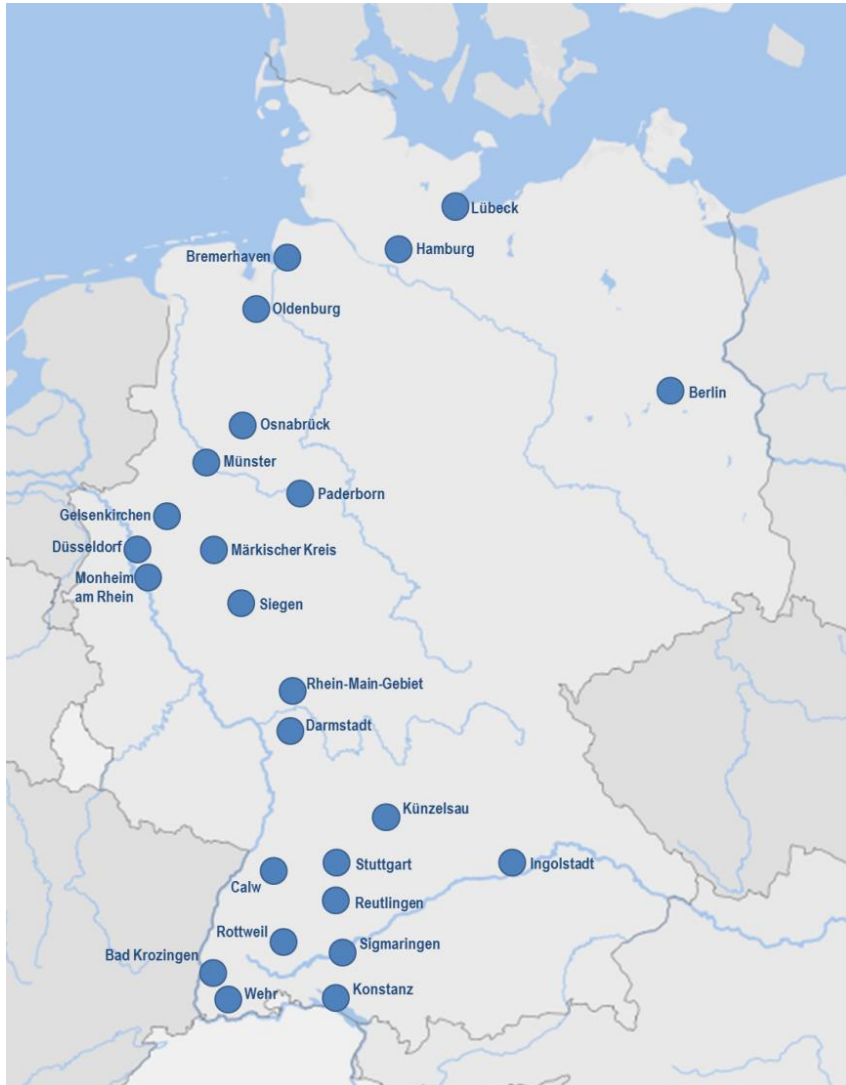 Lübeck
Hamburg
Bremerhaven
Oldenburg
Berlin
Osnabrück
Münster
Paderborn
Gelsenkirchen
Düsseldorf
Märkischer Kreis
Monheim
am Rhein
Siegen
Rhein-Main-Gebiet
Darmstadt
Künzelsau
Stuttgart
Ingolstadt
Calw
Reutlingen
Rottweil
Sigmaringen
Bad Krozingen
Wehr
Konstanz